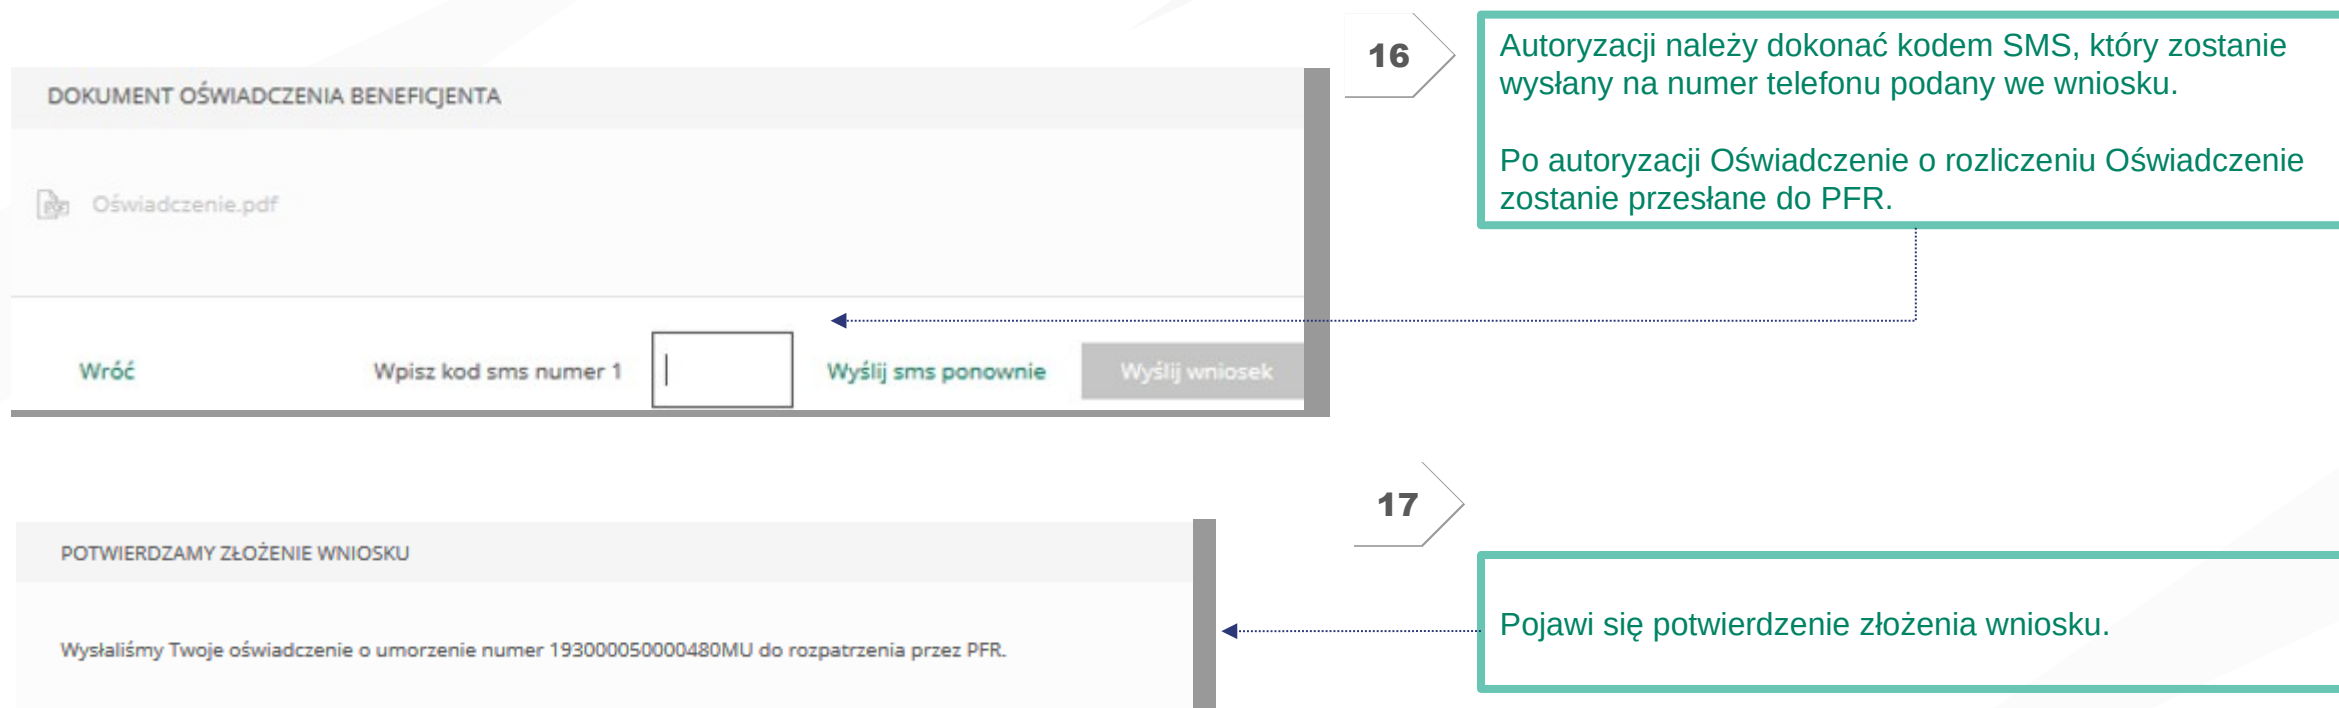 16
Autoryzacji należy dokonać kodem SMS, który zostanie
wysłany na numer telefonu podany we wniosku.
Po autoryzacji Oświadczenie o rozliczeniu Oświadczenie
zostanie przesłane do PFR.
DOKUMENT OŚWIADCZENIA BENEFICJENTA
Oświadczenie.pdf
Wróć Wpisz kod sms numer 1 Wyślij sms ponownie Wyślij wniosek
17
POTWIERDZAMY ZŁOŻENIE WNIOSKU
Wysłaliśmy Twoje oświadczenie o umorzenie numer 193000050000480MU do rozpatrzenia przez PFR.
Pojawi się potwierdzenie złożenia wniosku.